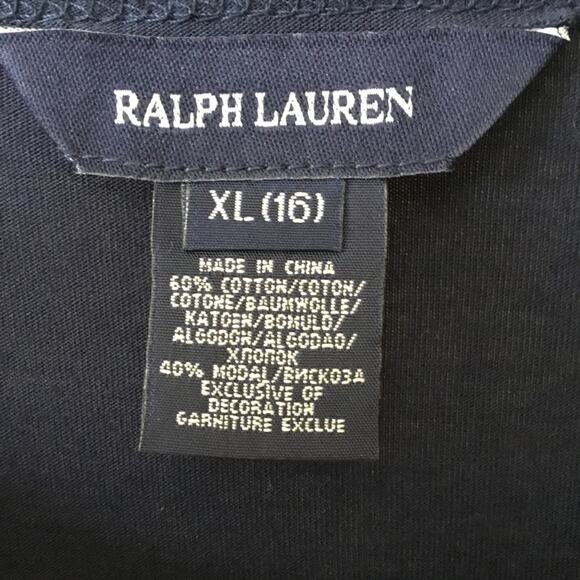 RALPH LAUREN
XL (16)
MADE IN CHINA
60% COTTON/COTON/
COTONE/BAUMWOLLE/
KATOEN/BOMULD/
ALGODON/ALGODAO/
ХЛОПОК
40% MODAL/ВИСКОЗА
EXCLUSIVE OF
DECORATION
GARNITURE EXCLUE